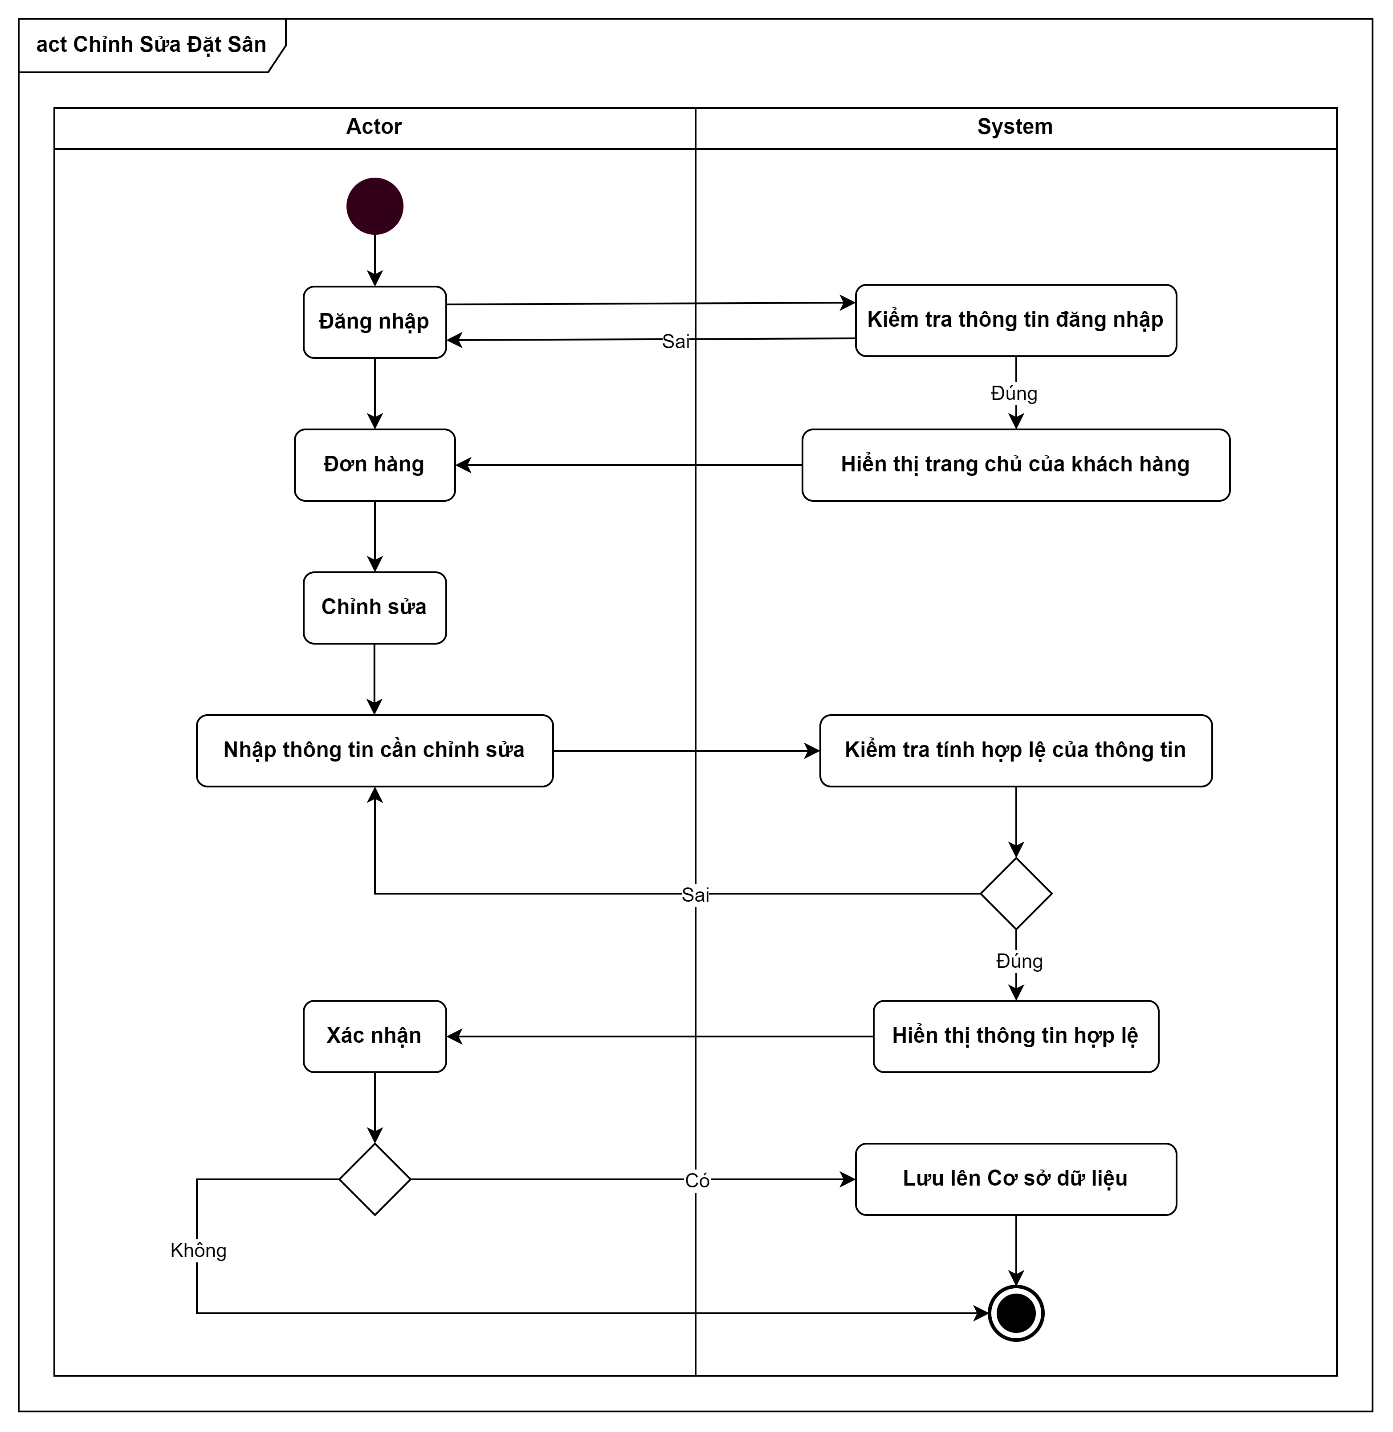 act Chỉnh Sửa Đặt Sân
Actor
System
Đăng nhập
Kiểm tra thông tin đăng nhập
Sai
Đúng
Đơn hàng
Hiển thị trang chủ của khách hàng
Chỉnh sửa
Nhập thông tin cần chỉnh sửa
Kiểm tra tính hợp lệ của thông tin
Sai
Đúng
Xác nhận
Hiển thị thông tin hợp lệ
Có
Lưu lên Cơ sở dữ liệu
Không